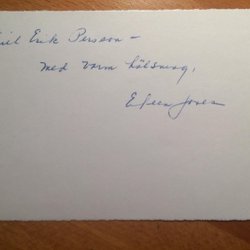 Till Erik Persson –
med varm hälsning,